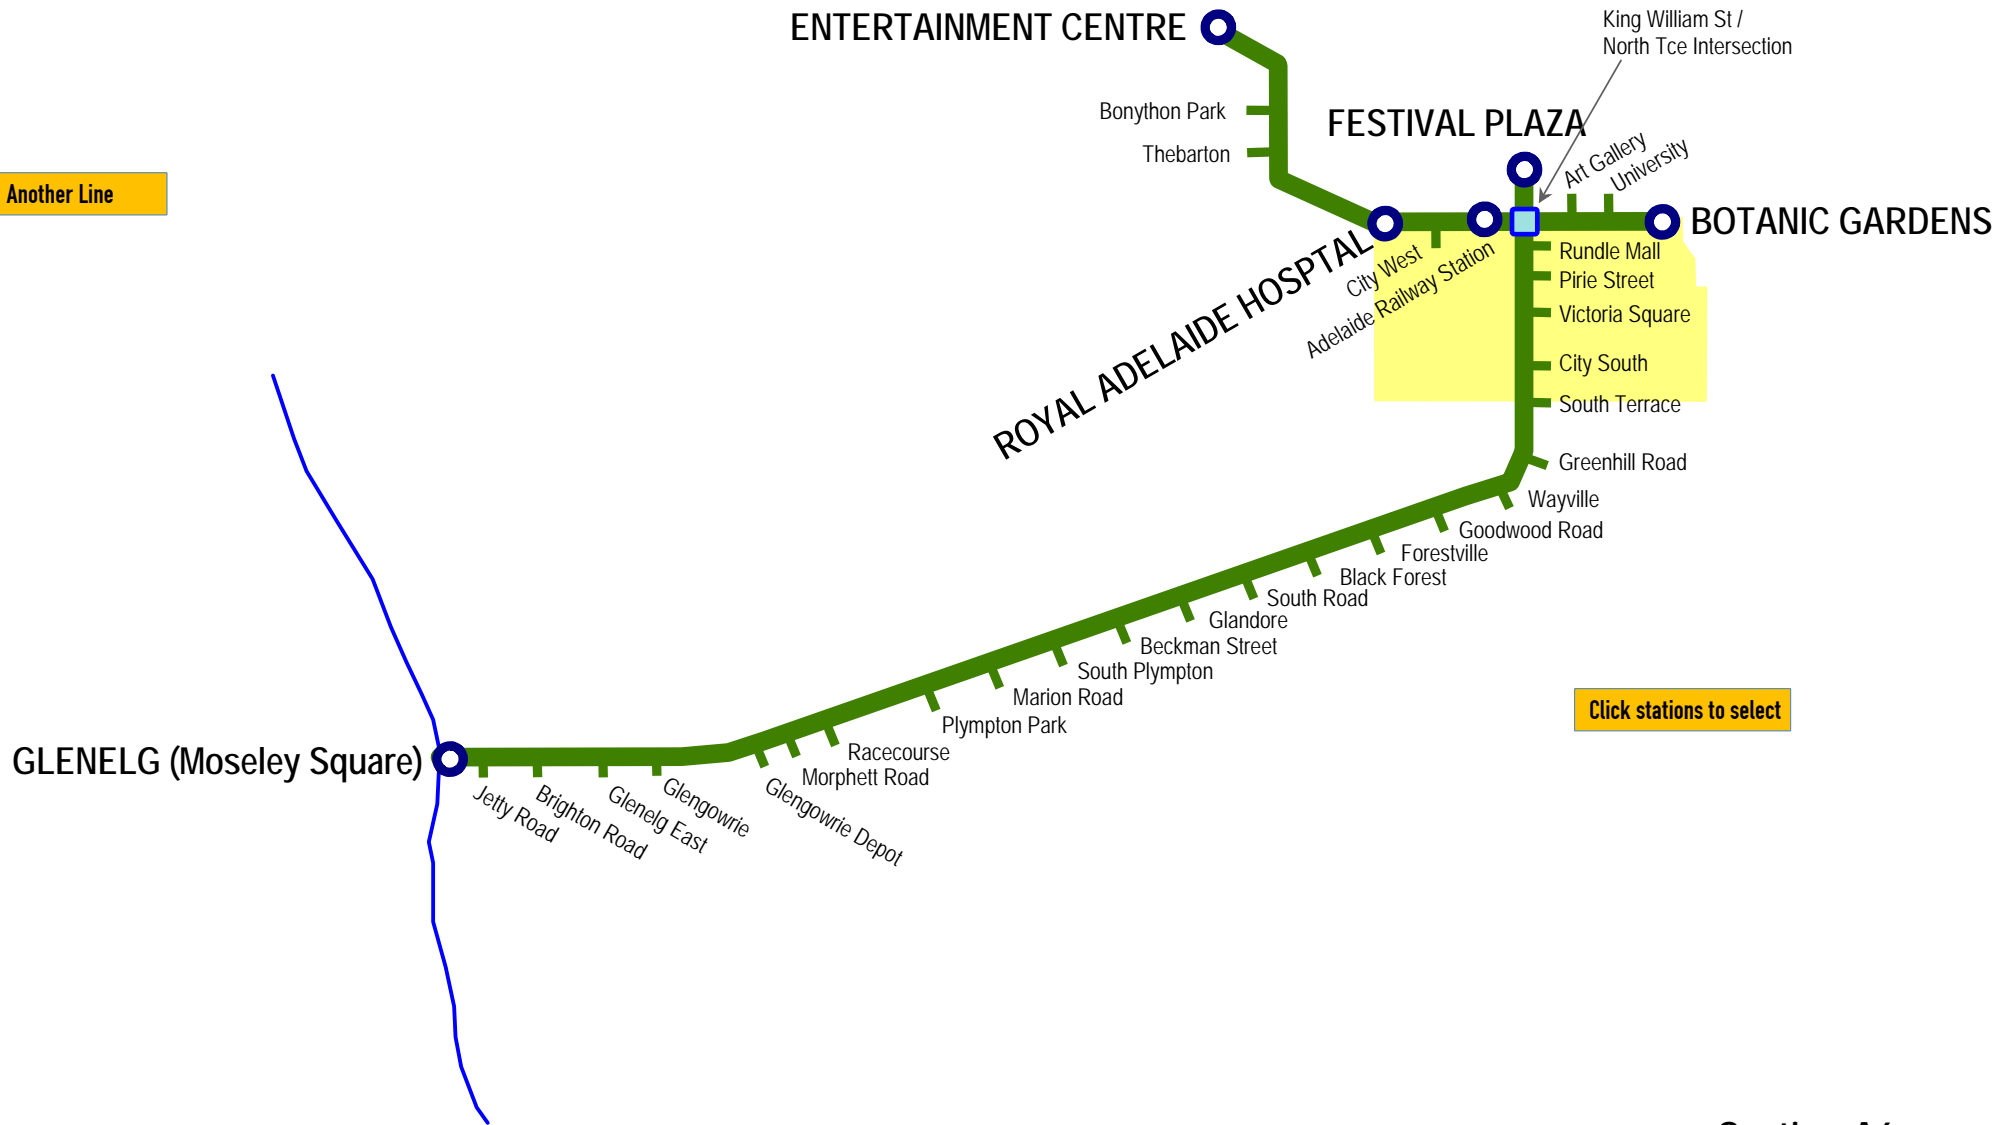 ENTERTAINMENT CENTRE
King William St /
North Tce Intersection
Bonython Park
FESTIVAL PLAZA
Thebarton
Art Gallery
University
Another Line
BOTANIC GARDENS
ROYAL ADELAIDE HOSPTAL
City West
Adelaide Railway Station
Rundle Mall
Pirie Street
Victoria Square
City South
South Terrace
Greenhill Road
Wayville
Goodwood Road
Forestville
Black Forest
South Road
Glandore
Beckman Street
South Plympton
Marion Road
Plympton Park
Click stations to select
Racecourse
Morphett Road
GLENELG (Moseley Square)
Jetty Road
Brighton Road
Glenelg East
Glengowrie
Glengowrie Depot